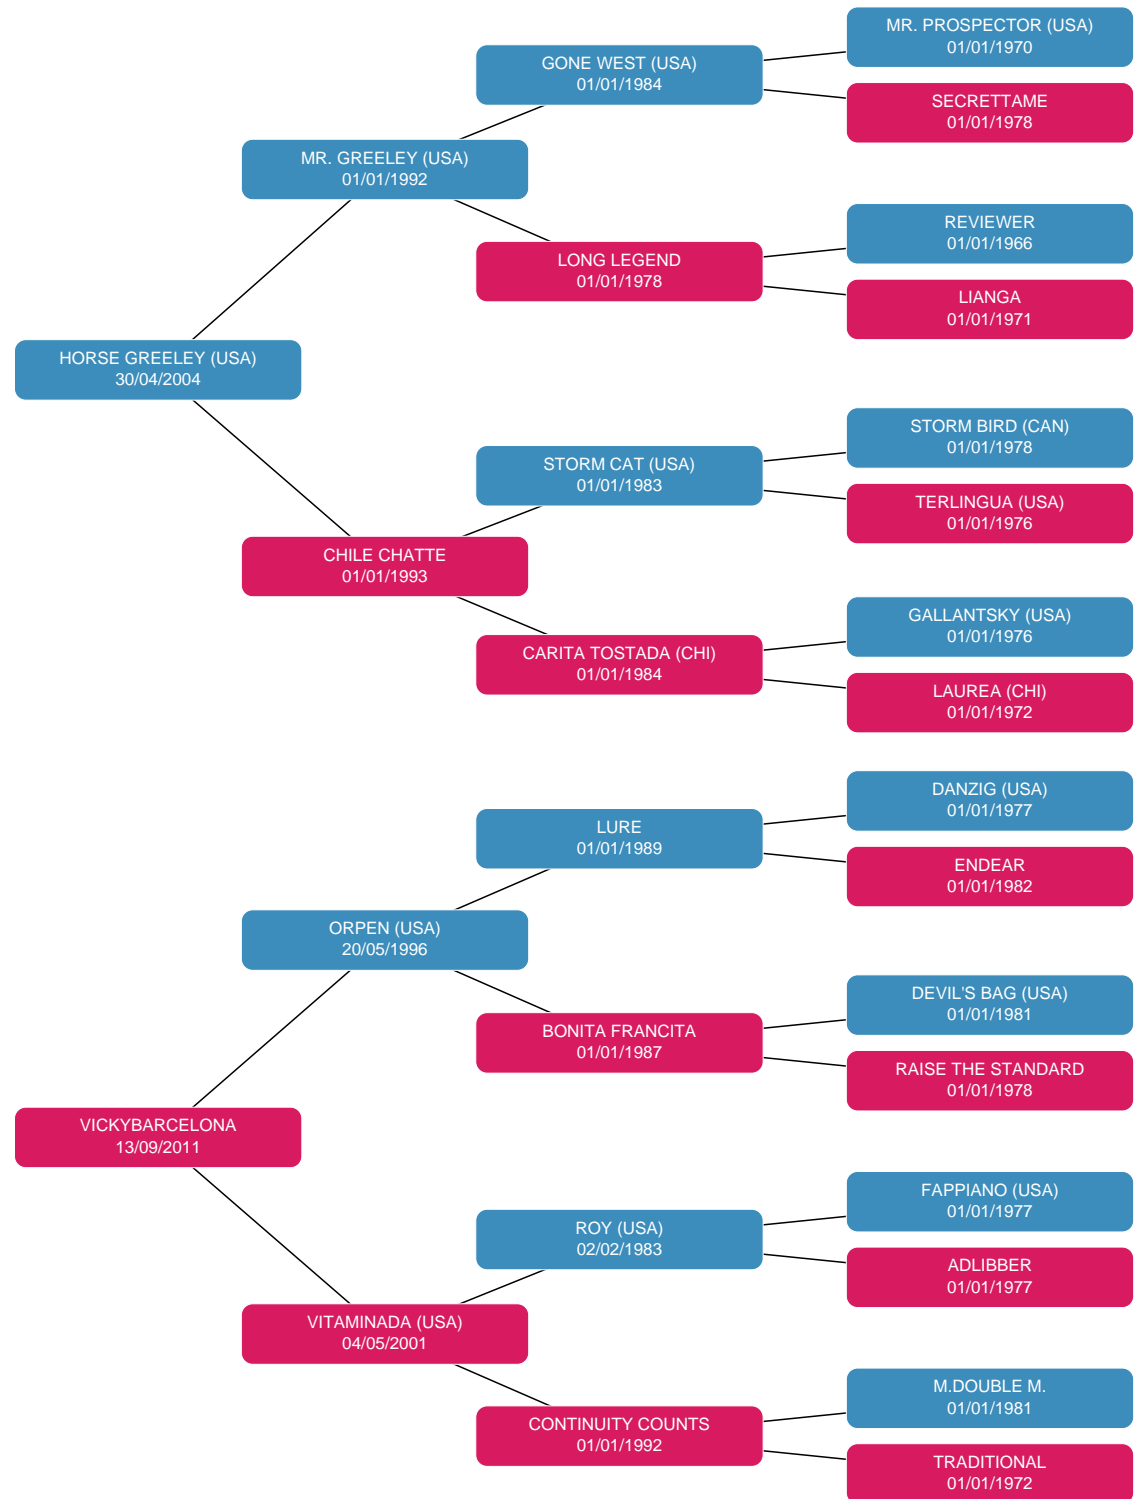 MR. PROSPECTOR (USA)
01/01/1970
GONE WEST (USA)
01/01/1984
SECRETTAME
01/01/1978
MR. GREELEY (USA)
01/01/1992
REVIEWER
01/01/1966
LONG LEGEND
01/01/1978
LIANGA
01/01/1971
HORSE GREELEY (USA)
30/04/2004
STORM BIRD (CAN)
01/01/1978
STORM CAT (USA)
01/01/1983
TERLINGUA (USA)
01/01/1976
CHILE CHATTE
01/01/1993
GALLANTSKY (USA)
01/01/1976
CARITA TOSTADA (CHI)
01/01/1984
LAUREA (CHI)
01/01/1972
DANZIG (USA)
01/01/1977
LURE
01/01/1989
ENDEAR
01/01/1982
ORPEN (USA)
20/05/1996
DEVIL'S BAG (USA)
01/01/1981
BONITA FRANCITA
01/01/1987
RAISE THE STANDARD
01/01/1978
VICKYBARCELONA
13/09/2011
FAPPIANO (USA)
01/01/1977
ROY (USA)
02/02/1983
ADLIBBER
01/01/1977
VITAMINADA (USA)
04/05/2001
M.DOUBLE M.
01/01/1981
CONTINUITY COUNTS
01/01/1992
TRADITIONAL
01/01/1972